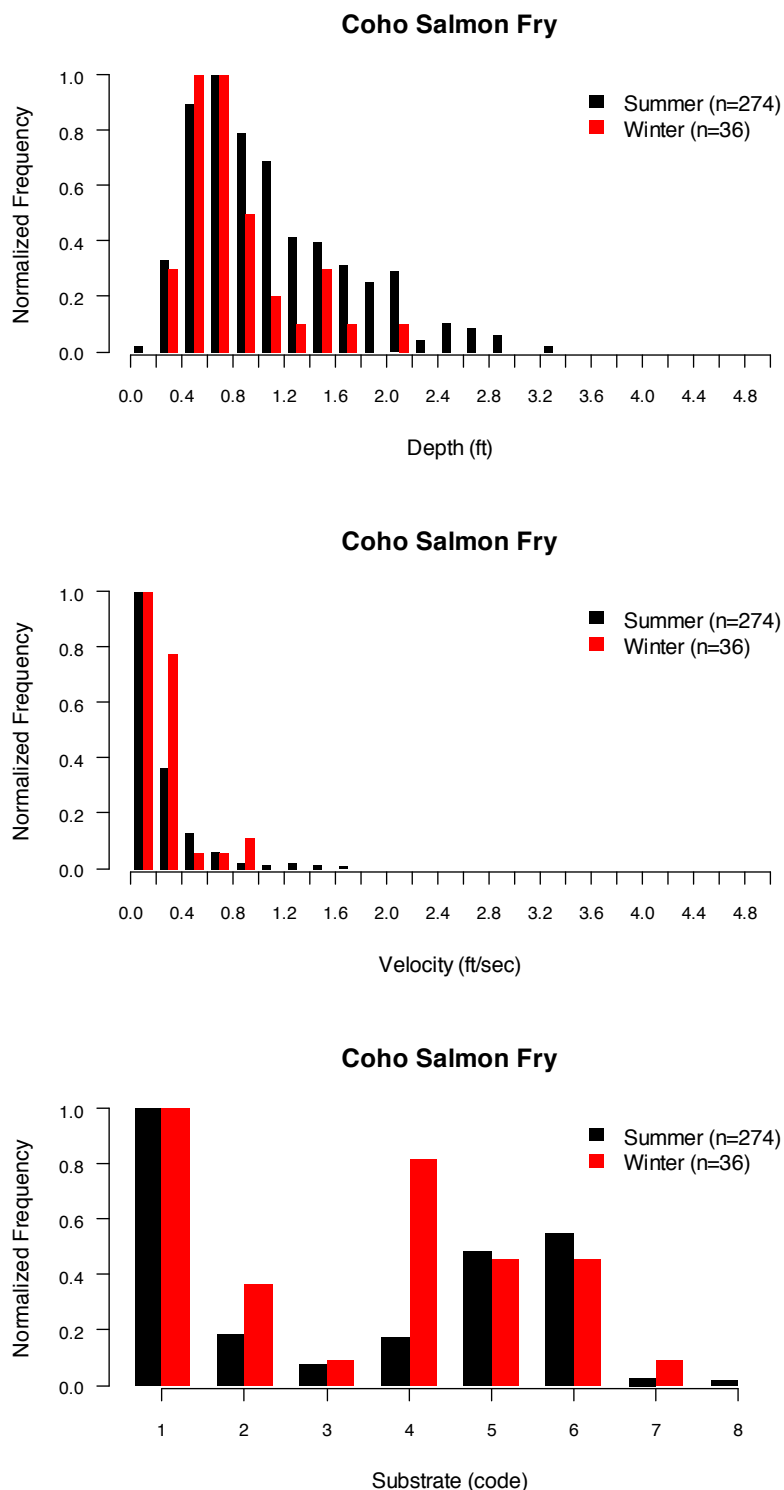 Coho Salmon Fry
Normalized Frequency
1.0
0.8
0.6
0.4
0.2
0.0
Summer (n=274)
Winter (n=36)
0.0 0.4 0.8 1.2 1.6 2.0 2.4 2.8 3.2 3.6 4.0 4.4 4.8
Depth (ft)
Coho Salmon Fry
Normalized Frequency
1.0
0.8
0.6
0.4
0.2
0.0
Summer (n=274)
Winter (n=36)
0.0 0.4 0.8 1.2 1.6 2.0 2.4 2.8 3.2 3.6 4.0 4.4 4.8
Velocity (ft/sec)
Coho Salmon Fry
Normalized Frequency
1.0
0.8
0.6
0.4
0.2
0.0
Summer (n=274)
Winter (n=36)
1 2 3 4 5 6 7 8
Substrate (code)